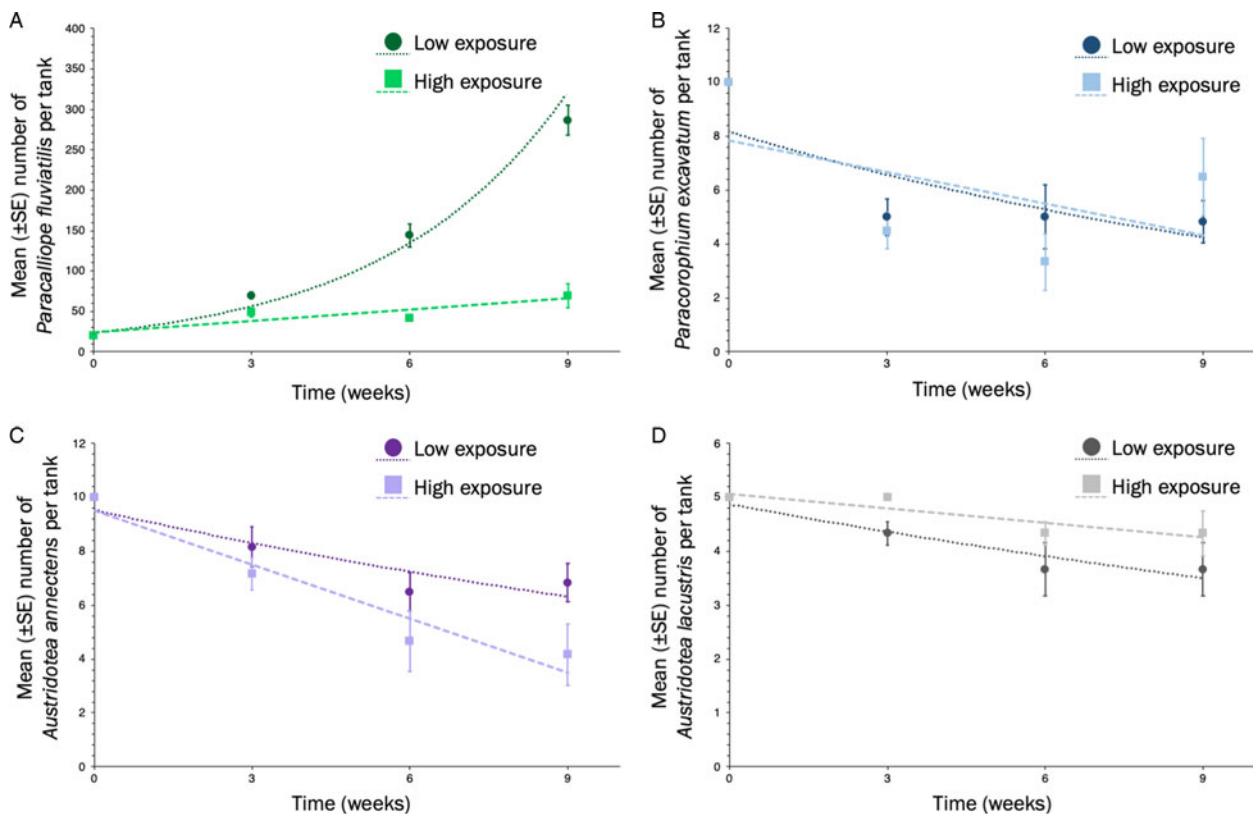 A
Mean (±SE) number of
Paracalliope fluviatilis per tank
400
350
300
250
200
150
100
50
0
Low exposure
High exposure
0 3 6 9
Time (weeks)
B
Mean (±SE) number of
Paracorophium excavatum per tank
12
10
8
6
4
2
0
Low exposure
High exposure
0 3 6 9
Time (weeks)
C
Mean (±SE) number of
Austridotea annectens per tank
12
10
8
6
4
2
0
Low exposure
High exposure
0 3 6 9
Time (weeks)
D
Mean (±SE) number of
Austridotea lacustris per tank
6
5
4
3
2
1
0
Low exposure
High exposure
0 3 6 9
Time (weeks)